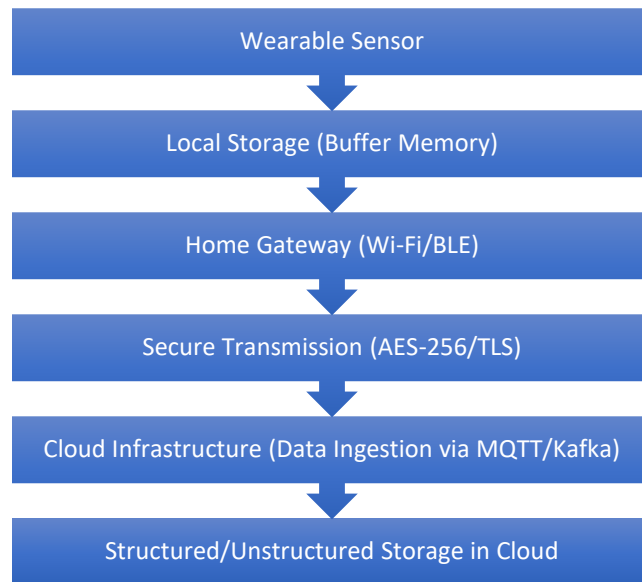 Wearable Sensor
Local Storage (Buffer Memory)
Home Gateway (Wi-Fi/BLE)
Secure Transmission (AES-256/TLS)
Cloud Infrastructure (Data Ingestion via MQTT/Kafka)
Structured/Unstructured Storage in Cloud